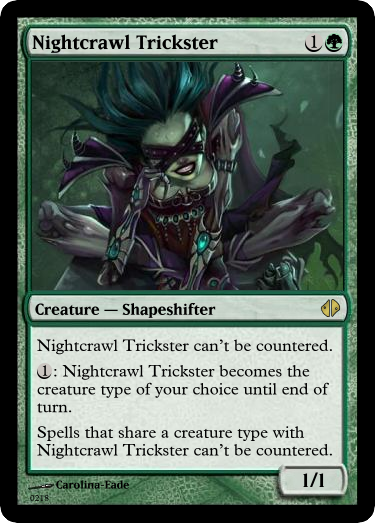 Nightcrawl Trickster 1
Creature — Shapeshifter
Nightcrawl Trickster can't be countered.
1: Nightcrawl Trickster becomes the
creature type of your choice until end of
turn.
Spells that share a creature type with
Nightcrawl Trickster can't be countered.
1/1
Carolina-Eade
0218